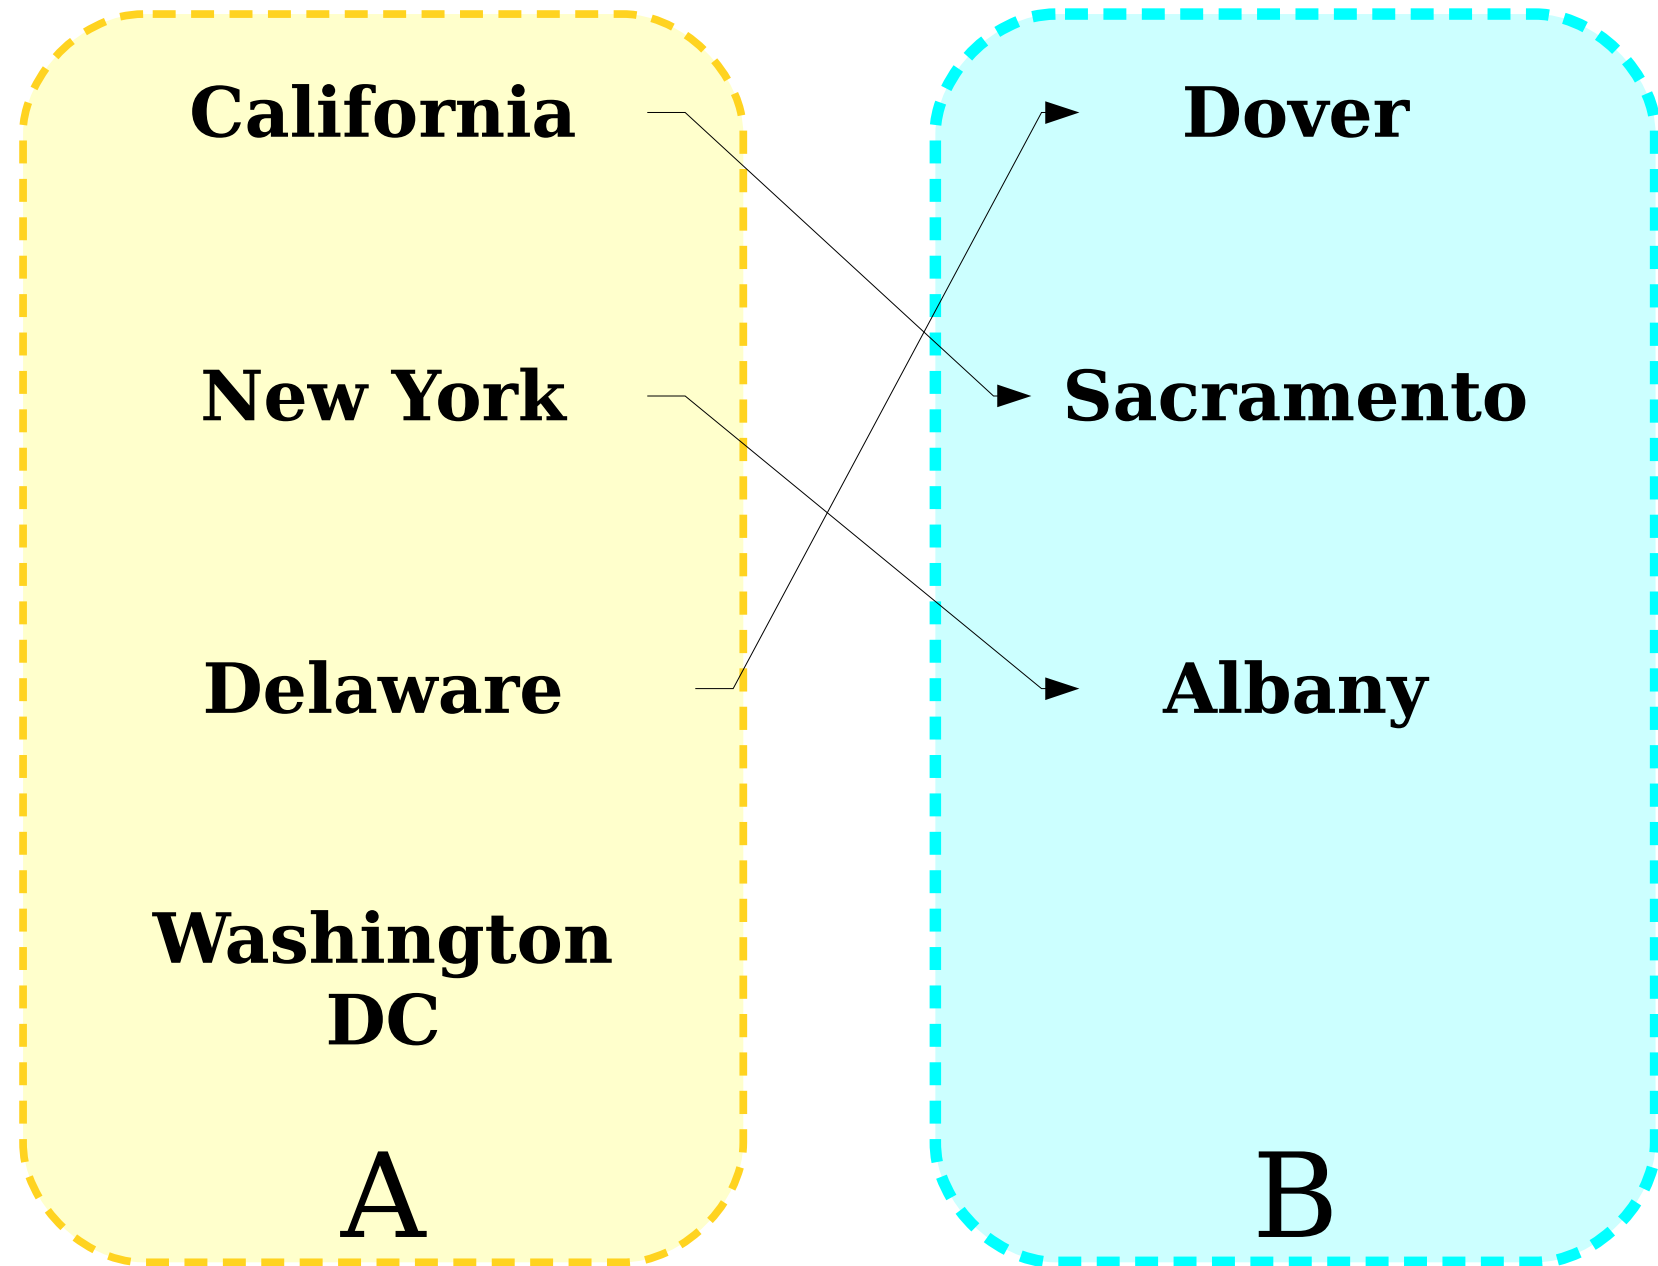 California
New York
Delaware
Washington
DC
A
Dover
Sacramento
Albany
B